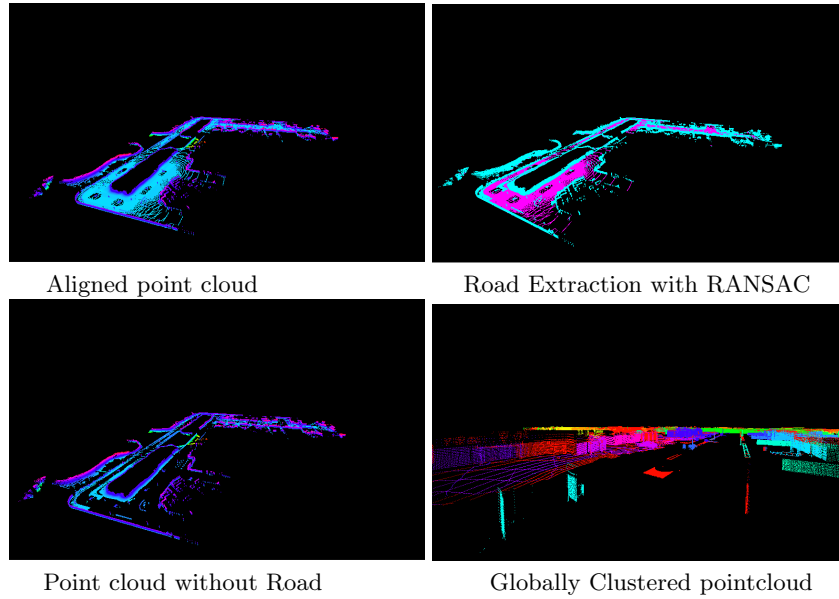 Aligned point cloud
Road Extraction with RANSAC
Point cloud without Road
Globally Clustered pointcloud